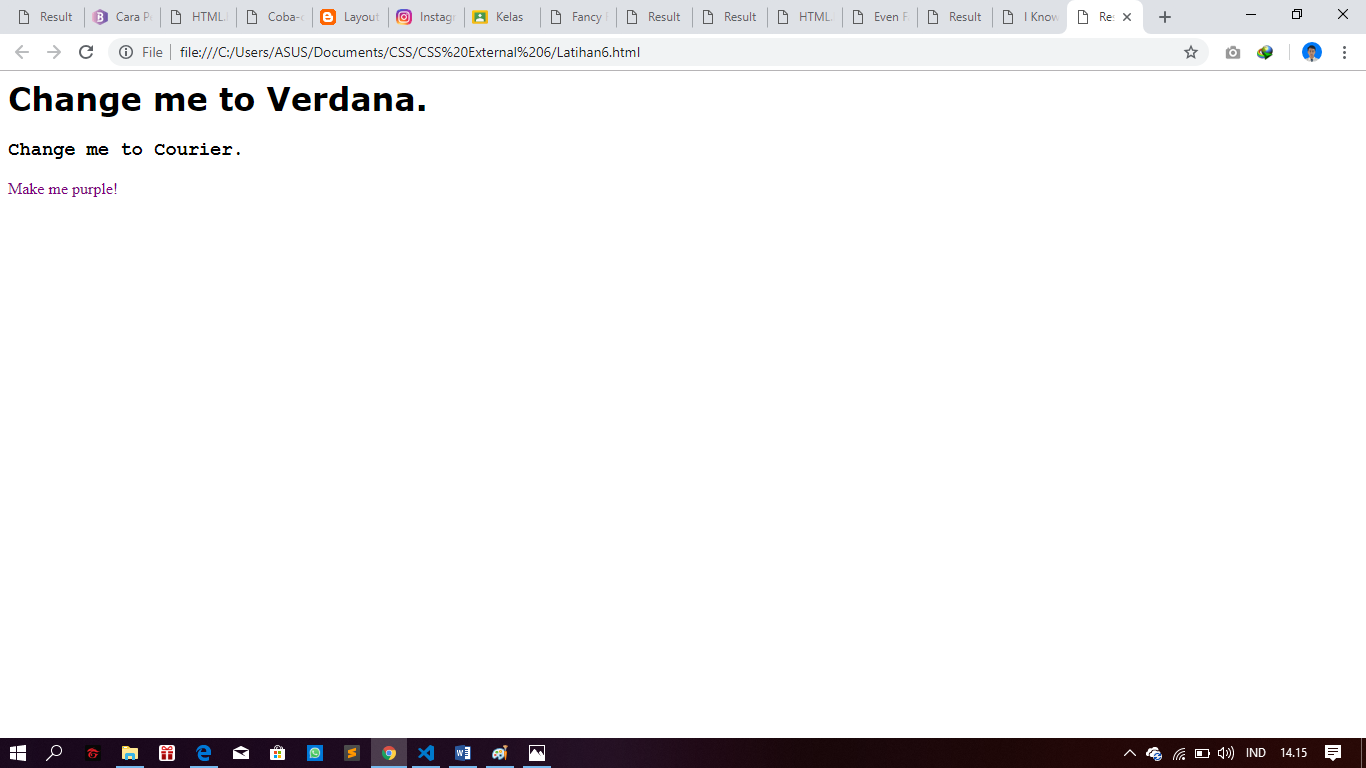 Result
Cara P
HTML
Coba-c
Layout
Instagr
Kelas
Fancy F
Result
Result
HTML
Even F
Result
I Know
Res
File
file:///C:/Users/ASUS/Documents/CSS/CSS%20External%206/Latihan6.html
Change me to Verdana.
Change me to Courier.
Make me purple!
IND
14.15